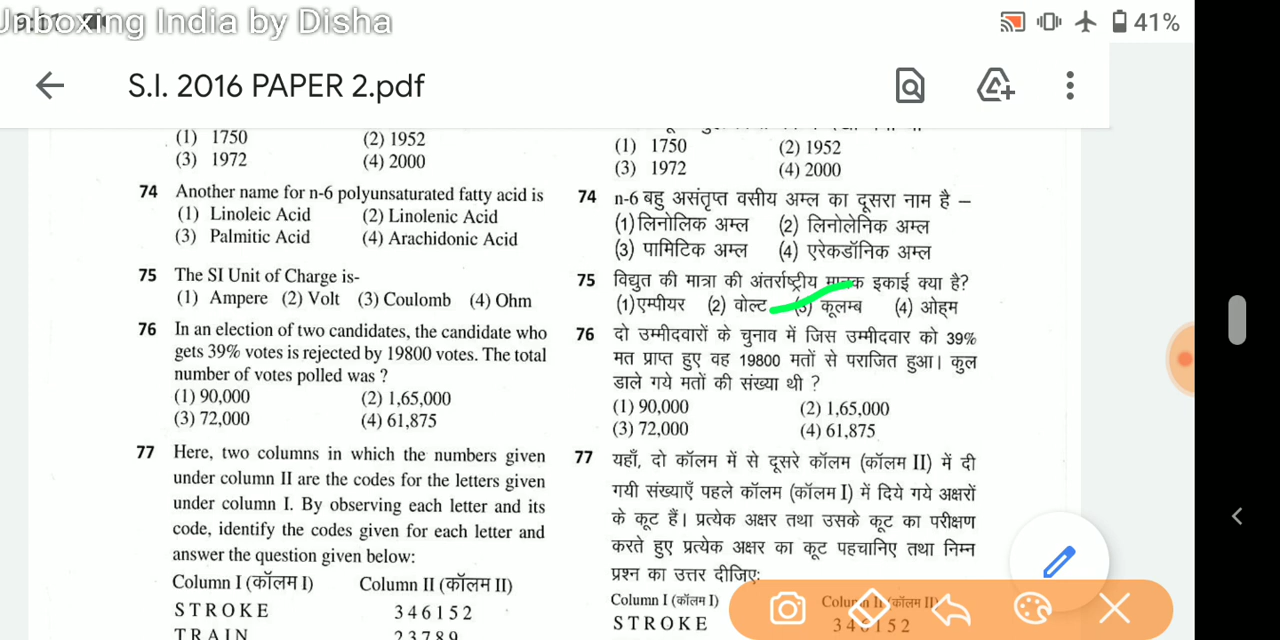 Unboxing India by Disha
41%
S.I. 2016 PAPER 2.pdf
(1) 1750 (2) 1952
(3) 1972 (4) 2000
74 Another name for n-6 polyunsaturated fatty acid is
(1) Linoleic Acid (2) Linolenic Acid
(3) Palmitic Acid (4) Arachidonic Acid
75 The SI Unit of Charge is-
(1) Ampere (2) Volt (3) Coulomb (4) Ohm
76 In an election of two candidates, the candidate who
gets 39% votes is rejected by 19800 votes. The total
number of votes polled was ?
(1) 90,000 (2) 1,65,000
(3) 72,000 (4) 61,875
77 Here, two columns in which the numbers given
under column II are the codes for the letters given
under column I. By observing each letter and its
code, identify the codes given for each letter and
answer the question given below:
Column I (कॉलम I) Column II (कॉलम II)
STROKE 346152
TRAIN 23789
(1) 1750 (2) 1952
(3) 1972 (4) 2000
74 n-6 बहु असंतृप्त वसीय अम्ल का दूसरा नाम है –
(1) लिनोलिक अम्ल (2) लिनोलेनिक अम्ल
(3) पामिटिक अम्ल (4) एरेकडॉनिक अम्ल
75 विद्युत की मात्रा की अंतर्राष्ट्रीय मानक इकाई क्या है?
(1) एम्पीयर (2) वोल्ट (3) कूलम्ब (4) ओहम
76 दो उम्मीदवारों के चुनाव में जिस उम्मीदवार को 39%
मत प्राप्त हुए वह 19800 मतों से पराजित हुआ। कुल
डाले गये मतों की संख्या थी ?
(1) 90,000 (2) 1,65,000
(3) 72,000 (4) 61,875
77 यहाँ, दो कॉलम में से दूसरे कॉलम (कॉलम II) में दी
गयी संख्याएँ पहले कॉलम (कॉलम I) में दिये गये अक्षरों
के कूट हैं। प्रत्येक अक्षर तथा उसके कूट का परीक्षण
करते हुए प्रत्येक अक्षर का कूट पहचानिए तथा निम्न
प्रश्न का उत्तर दीजिए:
Column I (कॉलम I) Column II (कॉलम II)
STROKE 346152